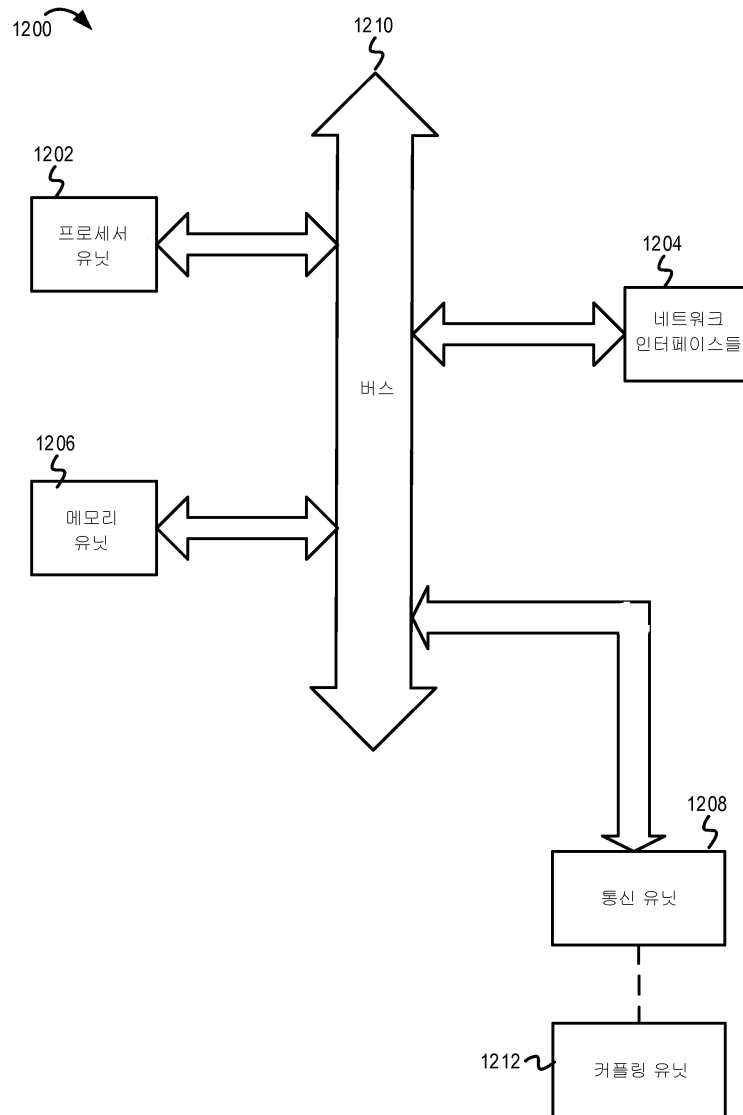 1200
1210
1202
프로세서
유닛
1204
네트워크
인터페이스들
버스
1206
메모리
유닛
1208
통신 유닛
1212
커플링 유닛